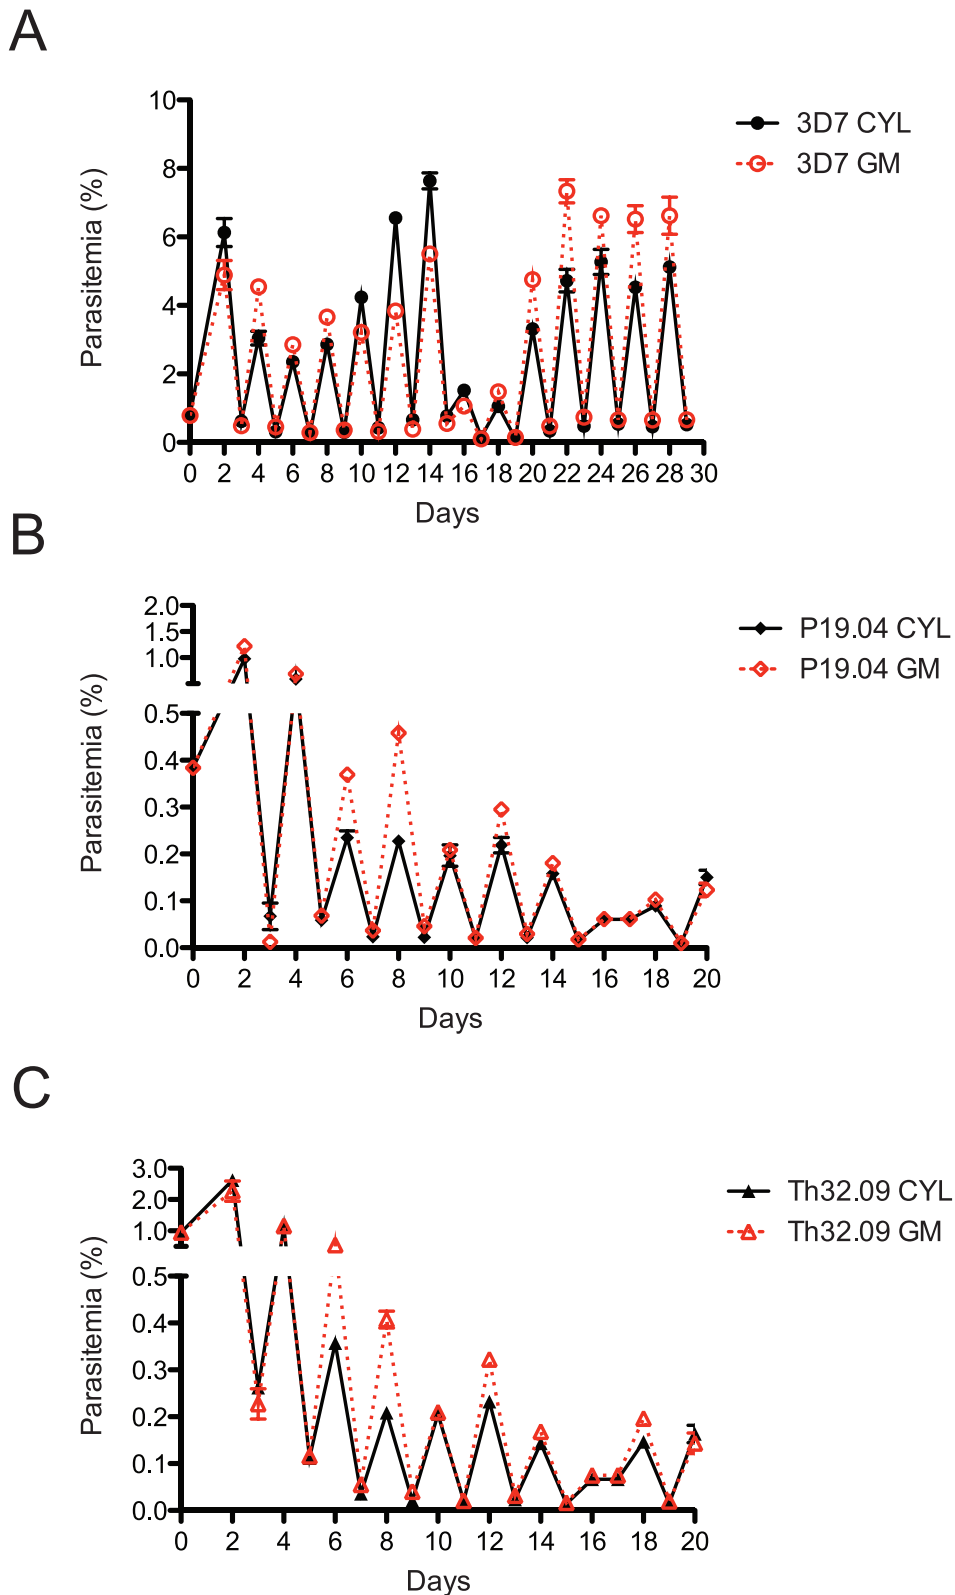 A
10
8
6
4
2
0
Parasitemia (%)
0 2 4 6 8 10 12 14 16 18 20 22 24 26 28 30
Days
3D7 CYL
3D7 GM
B
2.0
1.5
1.0
0.5
0.4
0.3
0.2
0.1
0.0
Parasitemia (%)
0 2 4 6 8 10 12 14 16 18 20
Days
P19.04 CYL
P19.04 GM
C
3.0
2.0
1.0
0.5
0.4
0.3
0.2
0.1
0.0
Parasitemia (%)
0 2 4 6 8 10 12 14 16 18 20
Days
Th32.09 CYL
Th32.09 GM